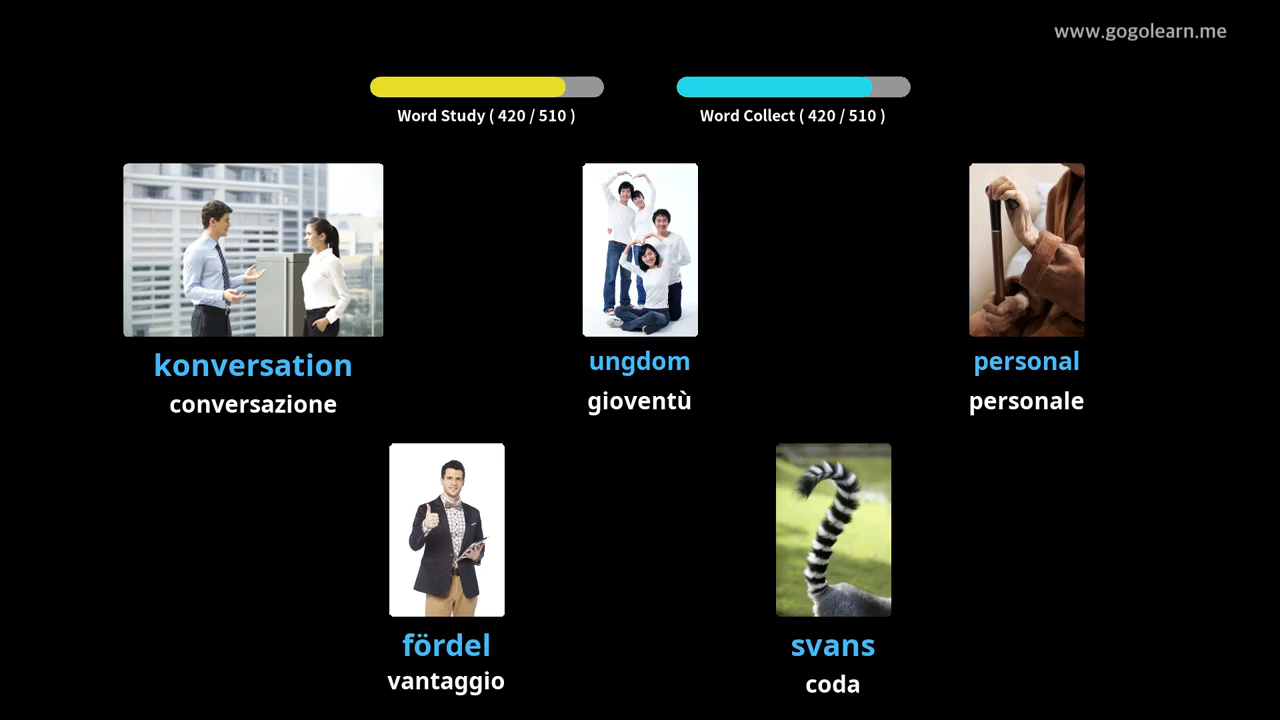 www.gogolearn.me
Word Study ( 420 / 510 )
Word Collect ( 420 / 510 )
konversation
conversazione
ungdom
gioventù
personal
personale
fördel
vantaggio
svans
coda